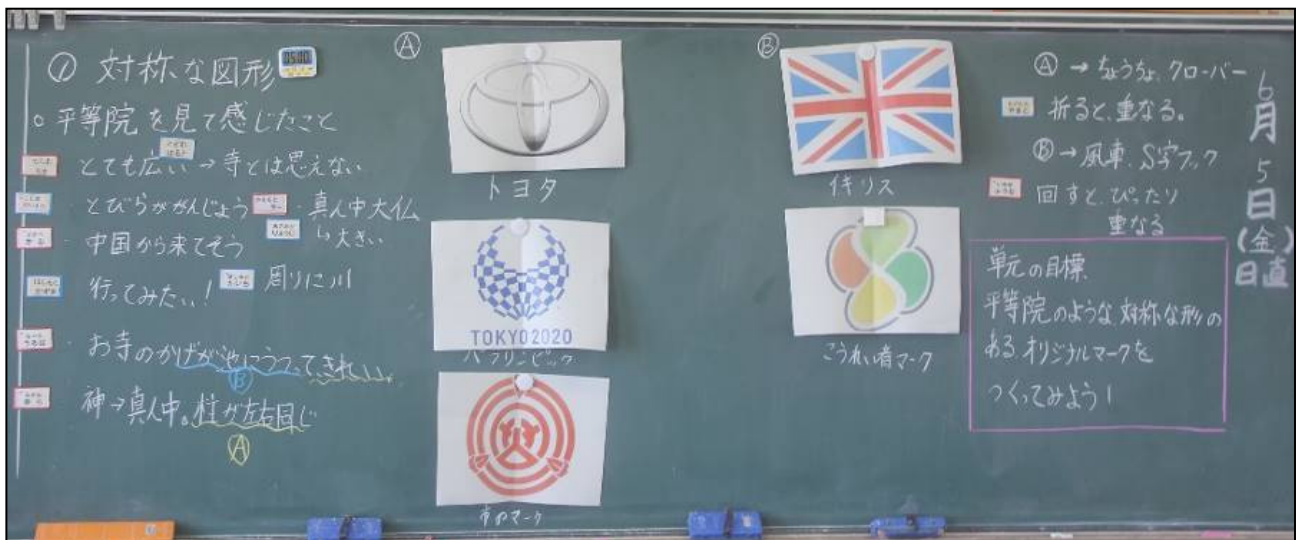 ① 対称な図形
05:00
○ 平等院を見て感じたこと
・とても広い→寺とは思えない
・とびらがかんじょう
・真ん中大仏
↳大きい
・中国から来てそう
・行ってみたい!
周りに川
・お寺のかげが池にうつって、きれい。
Ⓑ
・神→真ん中。柱が左右同じ
Ⓐ
Ⓐ
トヨタ
TOKYO 2020
パラリンピック
市のマーク
Ⓑ
イギリス
こうれい者マーク
Ⓐ→ちょうちょ、クローバー
折ると、重なる。
Ⓑ→風車、S字フック
回すと、ぴったり
重なる
単元の目標
平等院のような対称な形の
ある、オリジナルマークを
つくってみよう!
6月5日(金)
日直